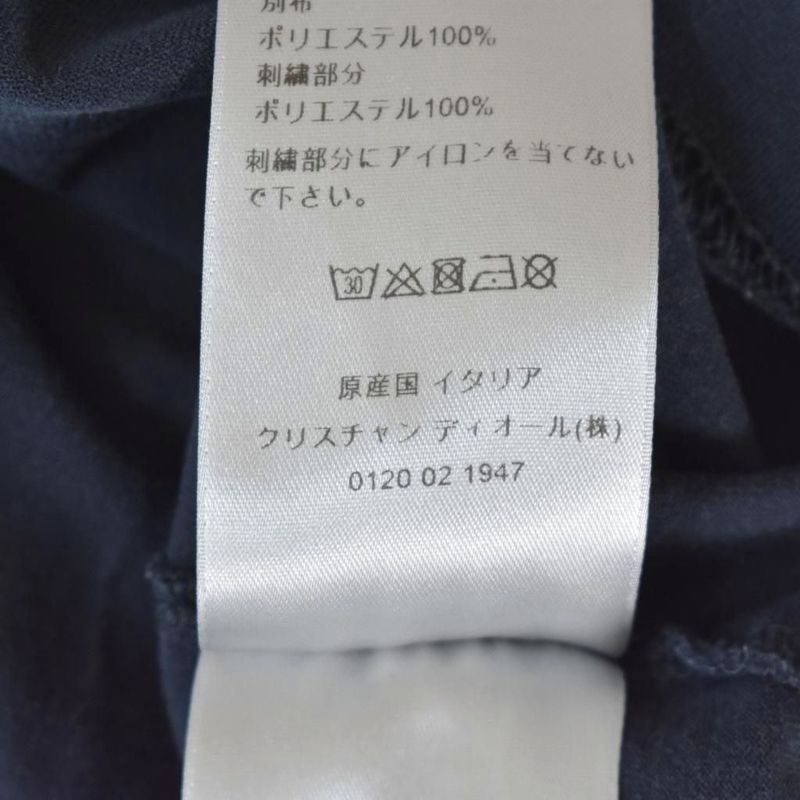 別布
ポリエステル100%
刺繍部分
ポリエステル100%
刺繍部分にアイロンを当てない
で下さい。
30
原産国 イタリア
クリスチャン ディオール(株)
0120 02 1947